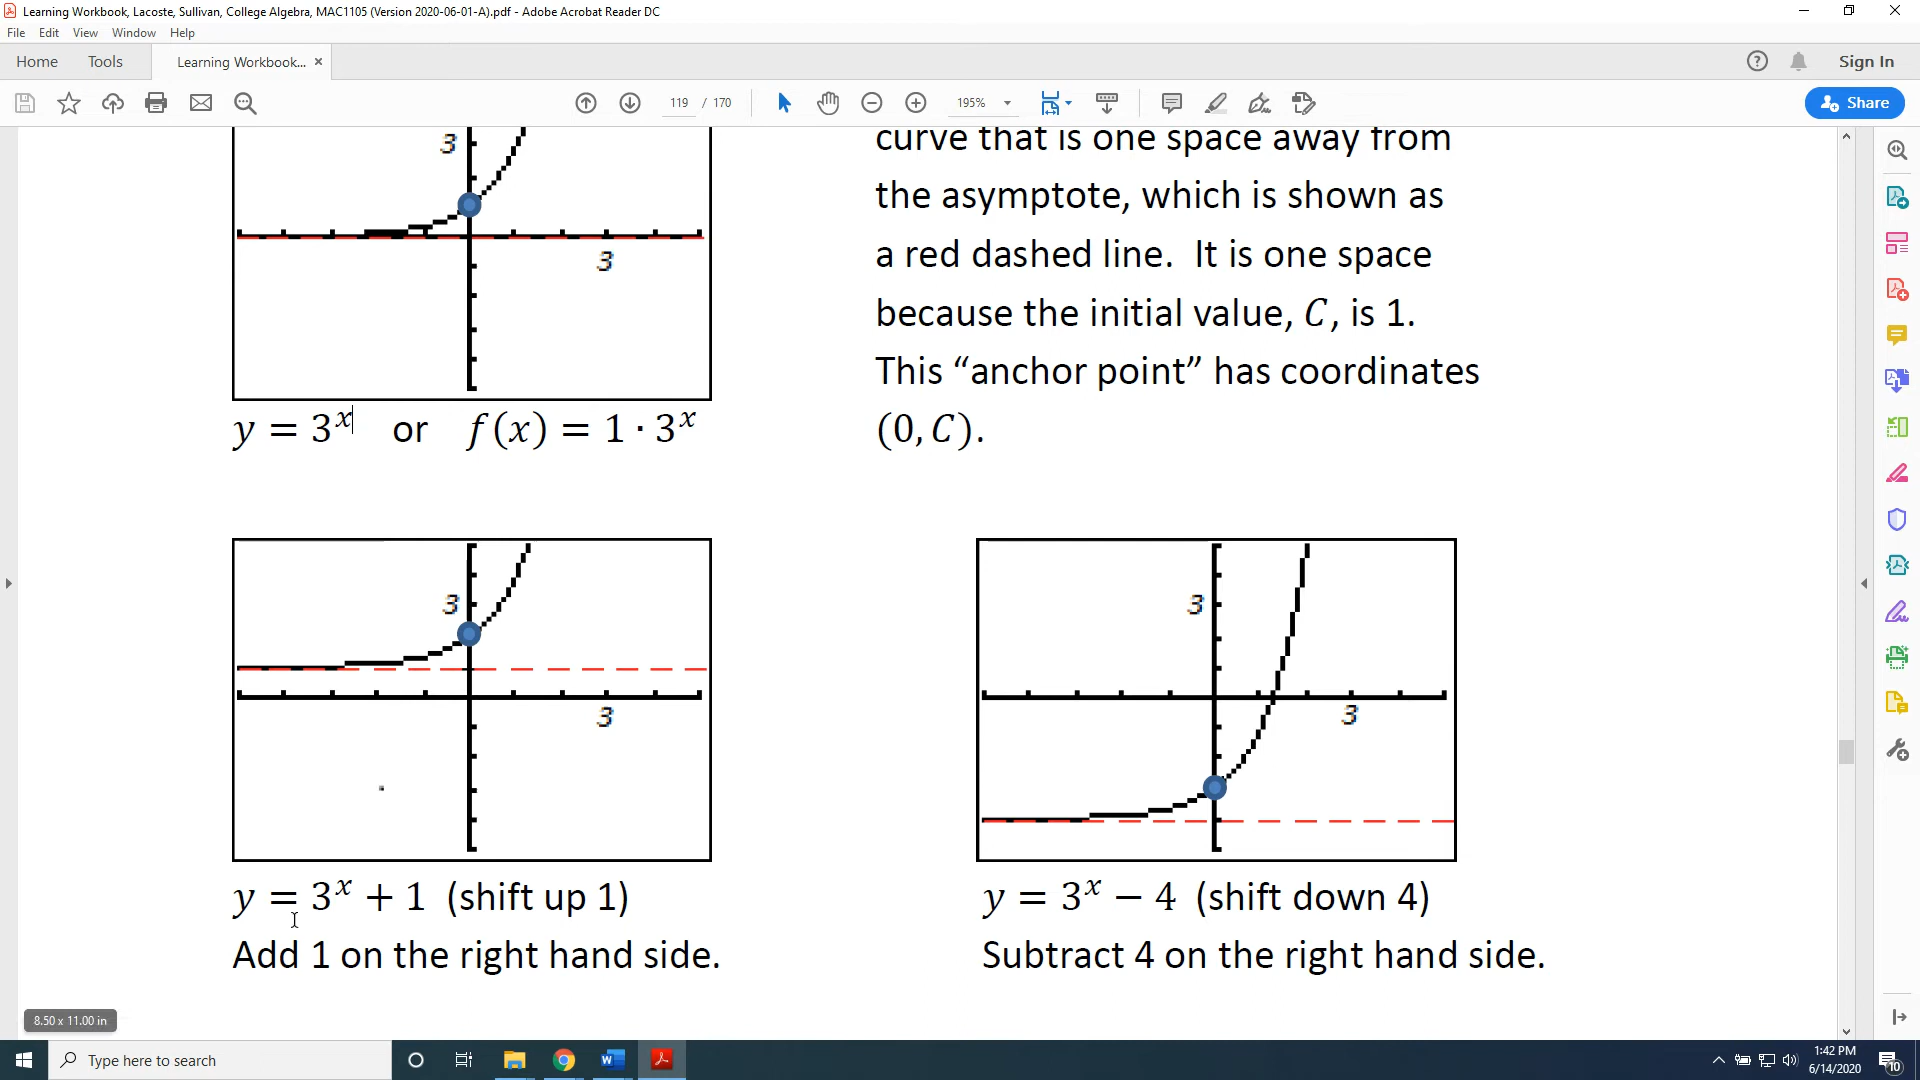 Learning Workbook, Lacoste, Sullivan, College Algebra, MAC1105 (Version 2020-06-01-A).pdf - Adobe Acrobat Reader DC
File Edit View Window Help
Home Tools Learning Workbook... × Sign In
119 / 170 195% Share
3
3
y = 3^x or f(x) = 1 · 3^x
curve that is one space away from
the asymptote, which is shown as
a red dashed line. It is one space
because the initial value, C, is 1.
This “anchor point” has coordinates
(0, C).
3
3
y = 3^x + 1 (shift up 1)
Add 1 on the right hand side.
3
3
y = 3^x − 4 (shift down 4)
Subtract 4 on the right hand side.
8.50 x 11.00 in
Type here to search
1:42 PM
6/14/2020
10